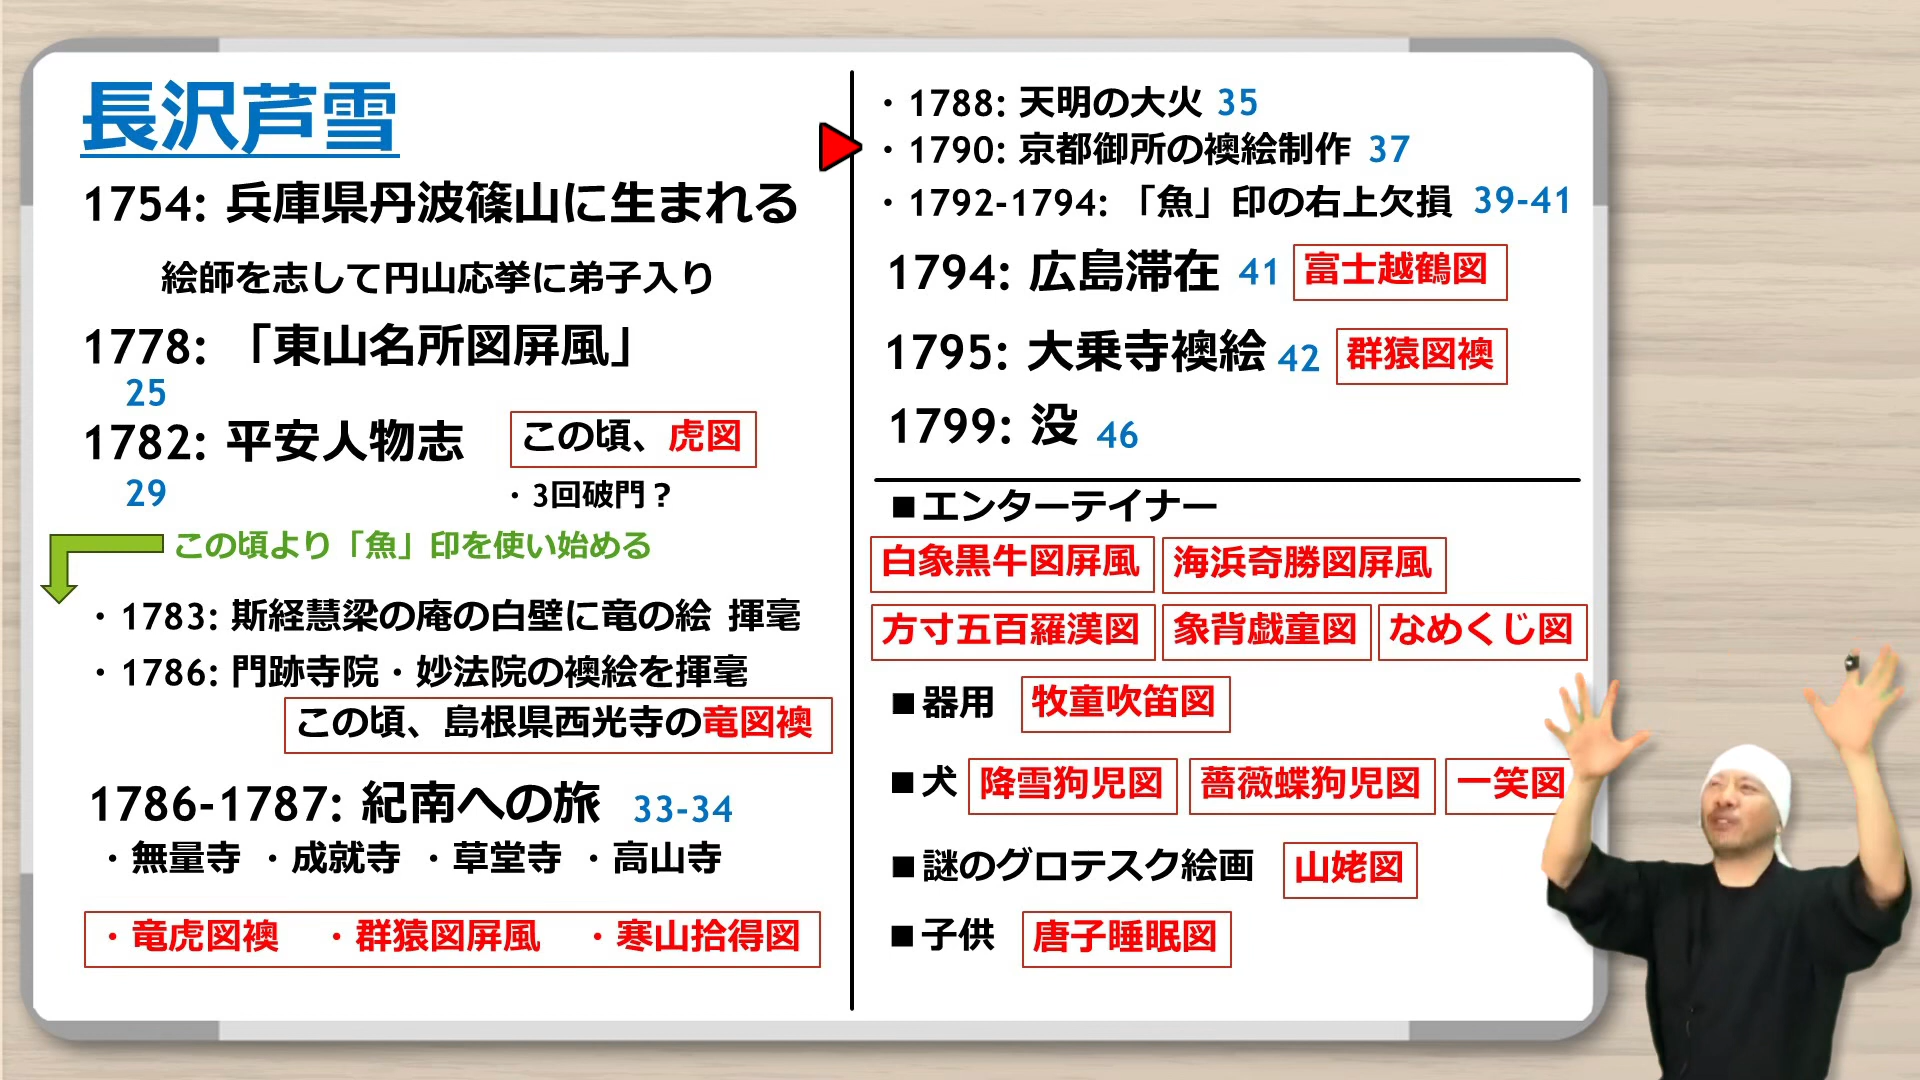 長沢芦雪
1754: 兵庫県丹波篠山に生まれる
絵師を志して円山応挙に弟子入り
1778: 「東山名所図屏風」
25
1782: 平安人物志
この頃、虎図
29
・3回破門？
この頃より「魚」印を使い始める
・1783: 斯経慧梁の庵の白壁に竜の絵 揮毫
・1786: 門跡寺院・妙法院の襖絵を揮毫
この頃、島根県西光寺の竜図襖
1786-1787: 紀南への旅 33-34
・無量寺 ・成就寺 ・草堂寺 ・高山寺
・竜虎図襖 ・群猿図屏風 ・寒山拾得図
・1788: 天明の大火 35
・1790: 京都御所の襖絵制作 37
・1792-1794: 「魚」印の右上欠損 39-41
1794: 広島滞在 41 富士越鶴図
1795: 大乗寺襖絵 42 群猿図襖
1799: 没 46
■エンターテイナー
白象黒牛図屏風 海浜奇勝図屏風
方寸五百羅漢図 象背戯童図 なめくじ図
■器用 牧童吹笛図
■犬 降雪狗児図 薔薇蝶狗児図 一笑図
■謎のグロテスク絵画 山姥図
■子供 唐子睡眠図